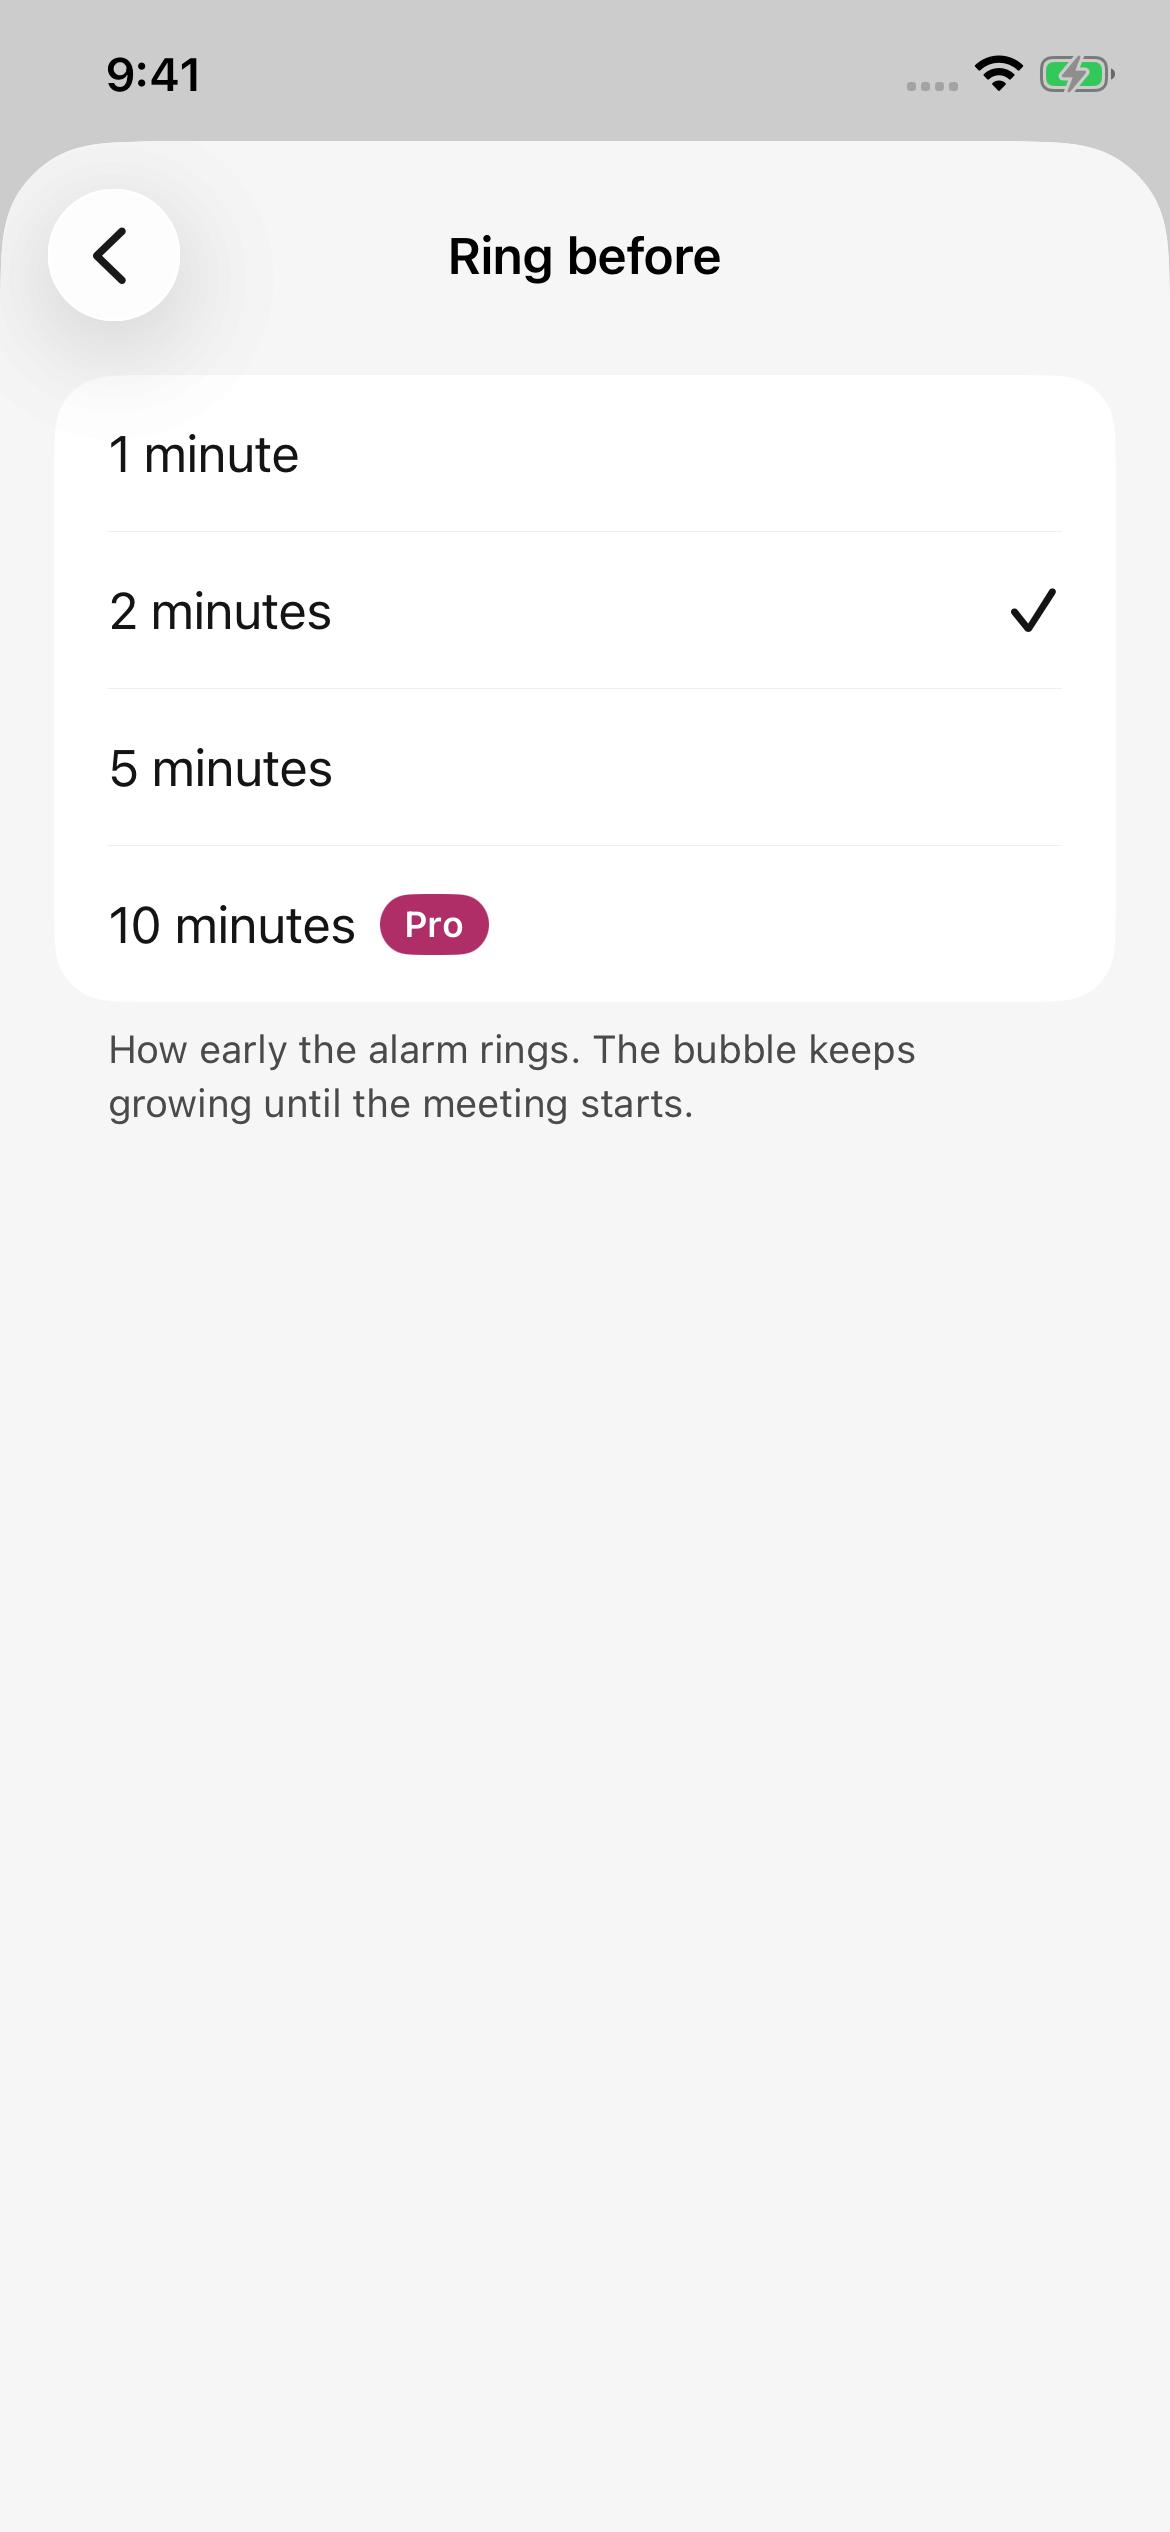 9:41
Ring before
1 minute
2 minutes
5 minutes
10 minutes Pro
How early the alarm rings. The bubble keeps
growing until the meeting starts.